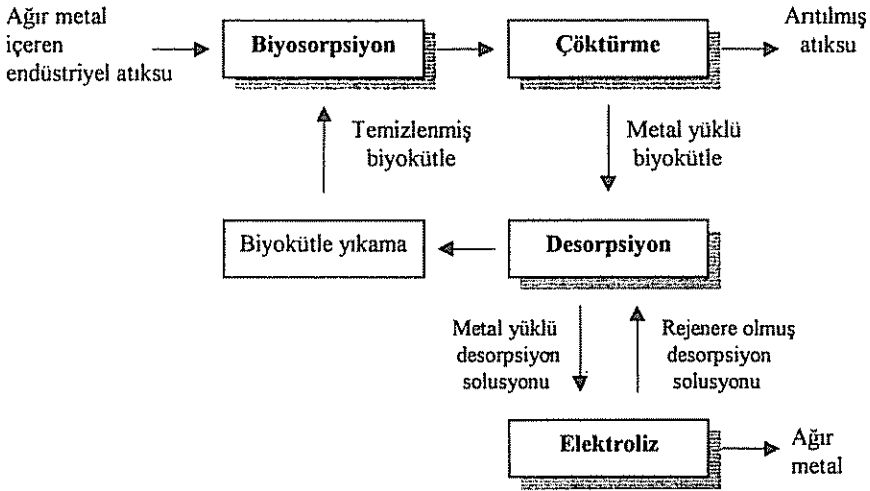 Ağır metal
içeren
endüstriyel atıksu
Biyosorpsiyon
Çöktürme
Arıtılmış
atıksu
Temizlenmiş
biyokütle
Metal yüklü
biyokütle
Biyokütle yıkama
Desorpsiyon
Metal yüklü
desorpsiyon
solusyonu
Rejenere olmuş
desorpsiyon
solusyonu
Elektroliz
Ağır
metal